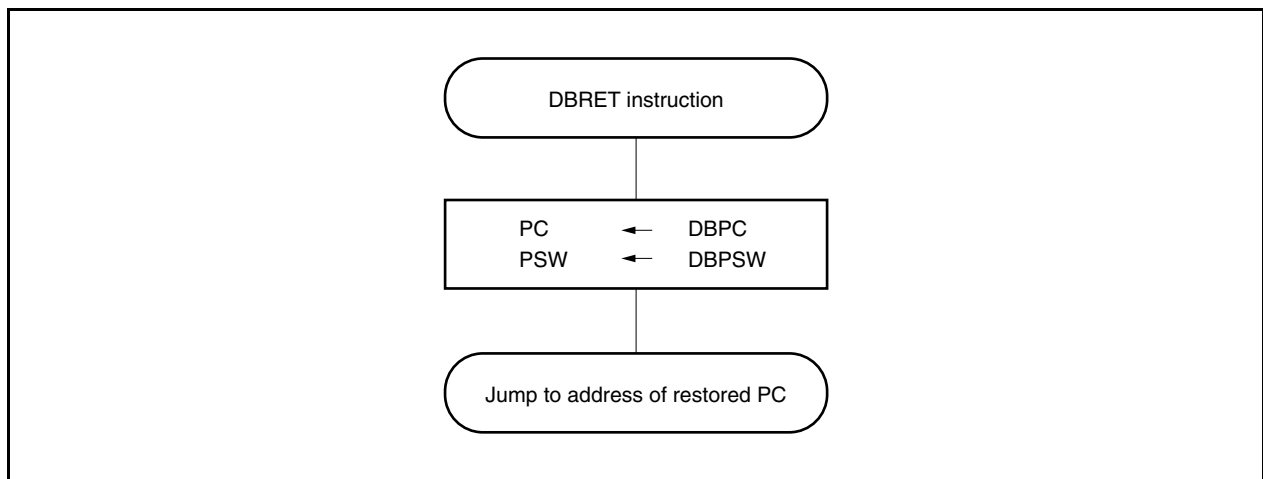 DBRET instruction
PC ← DBPC
PSW ← DBPSW
Jump to address of restored PC